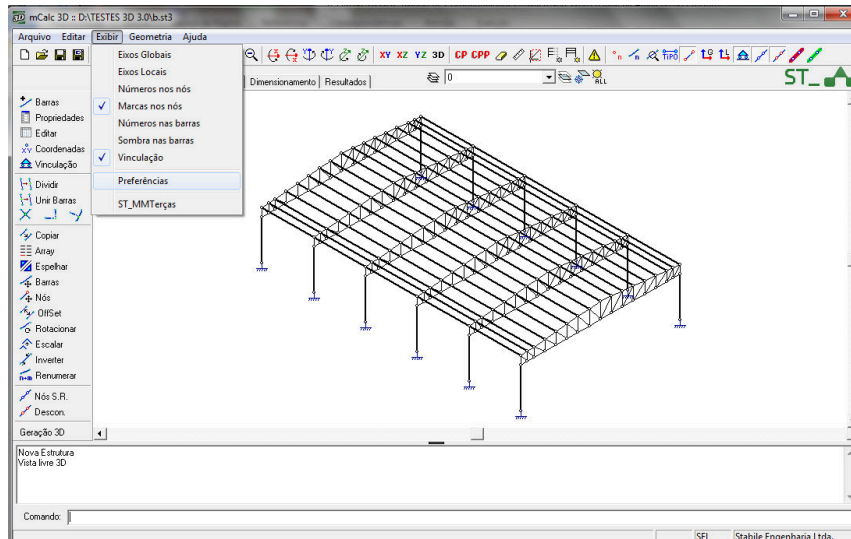 mCalc 3D :: D:\TESTES 3D 3.0\b.st3
Arquivo Editar Exibir Geometria Ajuda
XY XZ YZ 3D CP CPP TIPO
Dimensionamento Resultados 0 ALL ST_
Eixos Globais
Eixos Locais
Números nos nós
Marcas nos nós
Números nas barras
Sombra nas barras
Vinculação
Preferências
ST_MMTerças
Barras
Propriedades
Editar
Coordenadas
Vinculação
Dividir
Unir Barras
Copiar
Array
Espelhar
Barras
Nós
OffSet
Rotacionar
Escalar
Inverter
Renumerar
Nós S.R.
Descon.
Geração 3D
Nova Estrutura
Vista livre 3D
Comando:
SEL Stabile Engenharia Ltda.